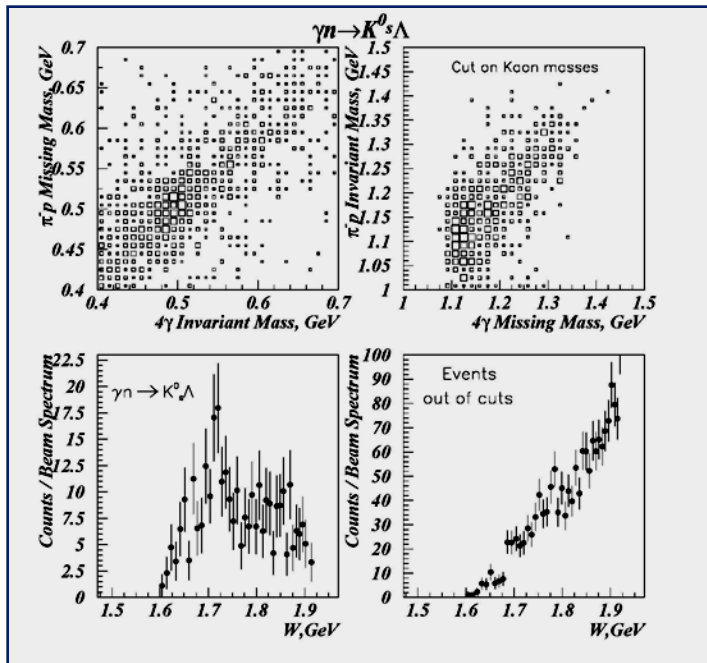 γn→K⁰sΛ
π⁻p Missing Mass, GeV
0.7
0.65
0.6
0.55
0.5
0.45
0.4
0.4 0.5 0.6 0.7
4γ Invariant Mass, GeV
π⁻p Invariant Mass, GeV
1.5
1.45
1.4
1.35
1.3
1.25
1.2
1.15
1.1
1.05
1
Cut on Kaon masses
1 1.1 1.2 1.3 1.4 1.5
4γ Missing Mass, GeV
Counts / Beam Spectrum
22.5
20
17.5
15
12.5
10
7.5
5
2.5
0
γn → K⁰sΛ
1.5 1.6 1.7 1.8 1.9
W,GeV
Counts / Beam Spectrum
100
90
80
70
60
50
40
30
20
10
0
Events
out of cuts
1.5 1.6 1.7 1.8 1.9
W,GeV